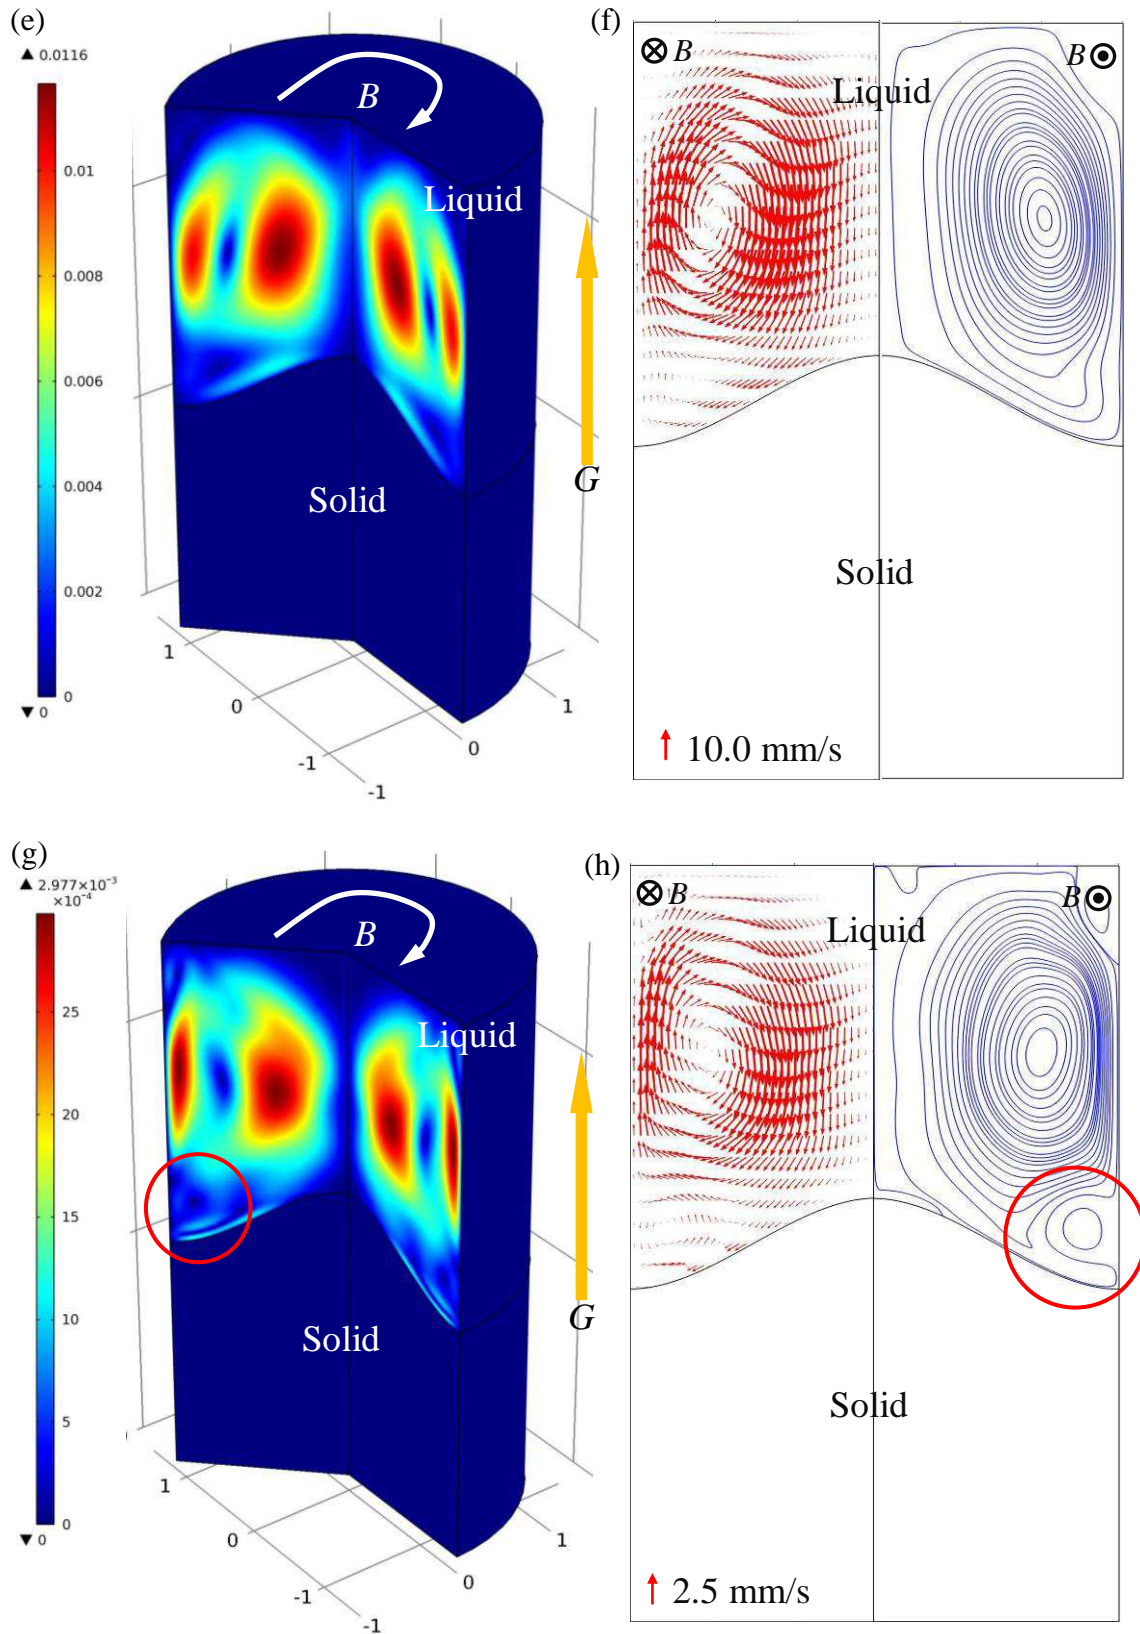 (e)
▲ 0.0116
0.01
0.008
0.006
0.004
0.002
0
▼ 0
B
Liquid
G
Solid
1
0
-1
-1
0
1
(f)
⊗ B
B ⊙
Liquid
Solid
10.0 mm/s
(g)
▲ 2.977×10⁻³
×10⁻⁴
25
20
15
10
5
0
▼ 0
B
Liquid
G
Solid
1
0
-1
-1
0
1
(h)
⊗ B
B ⊙
Liquid
Solid
2.5 mm/s